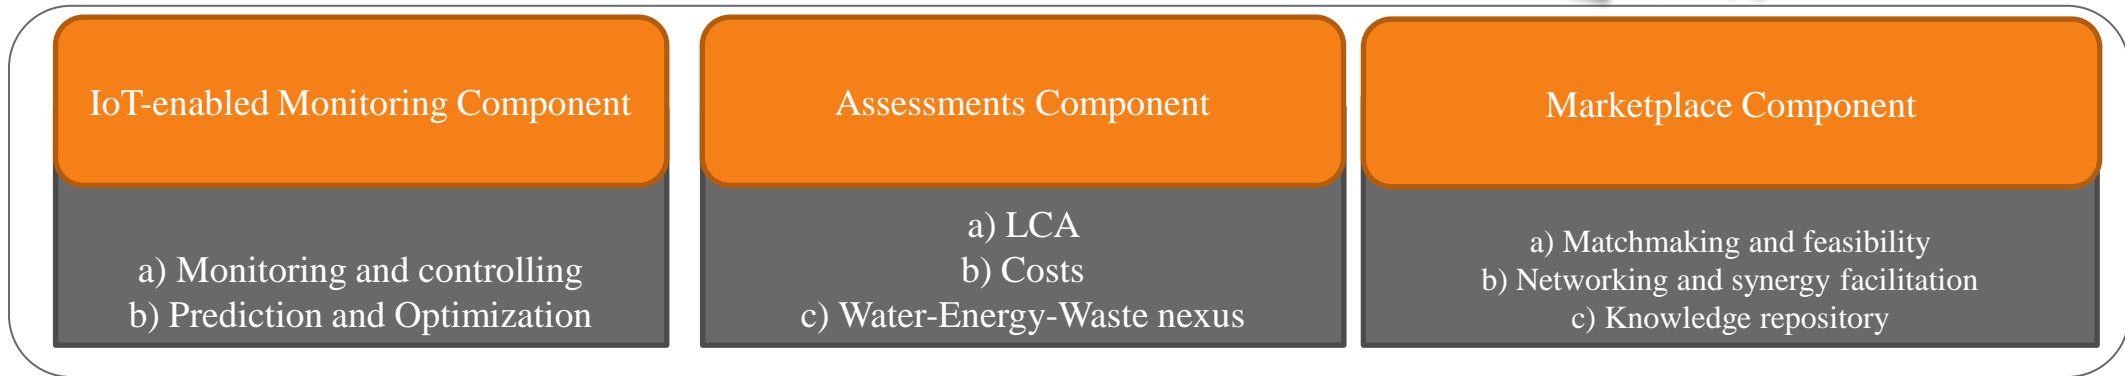 IoT-enabled Monitoring Component
a) Monitoring and controlling
b) Prediction and Optimization
Assessments Component
a) LCA
b) Costs
c) Water-Energy-Waste nexus
Marketplace Component
a) Matchmaking and feasibility
b) Networking and synergy facilitation
c) Knowledge repository